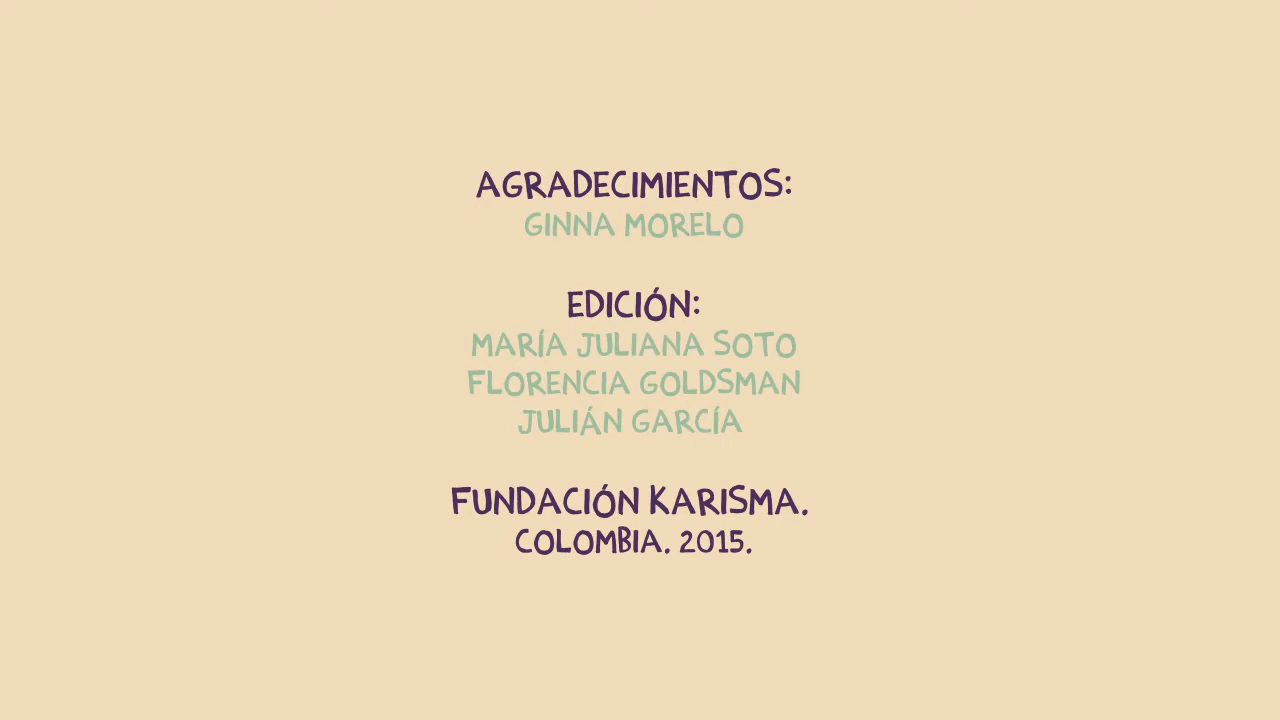 AGRADECIMIENTOS:
GINNA MORELO
EDICIÓN:
MARÍA JULIANA SOTO
FLORENCIA GOLDSMAN
JULIÁN GARCÍA
FUNDACIÓN KARISMA.
COLOMBIA. 2015.